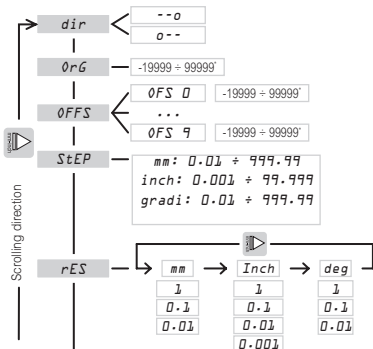 dir
--o
o--
OrG
-19999 ÷ 99999*
OFFS
OFS 0
-19999 ÷ 99999*
...
OFS 9
-19999 ÷ 99999*
StEP
mm: 0.01 ÷ 999.99
inch: 0.001 ÷ 99.999
gradi: 0.01 ÷ 999.99
Scrolling direction
rES
mm
Inch
deg
1
1
1
0.1
0.1
0.1
0.01
0.01
0.01
0.001